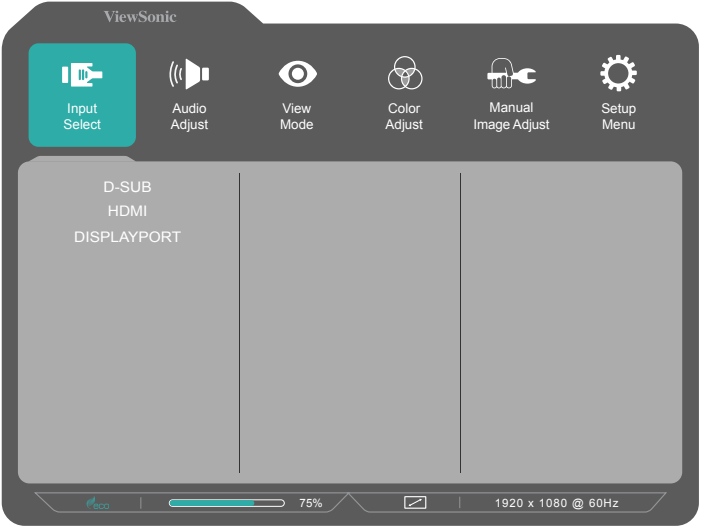 ViewSonic
Input Select
Audio Adjust
View Mode
Color Adjust
Manual Image Adjust
Setup Menu
D-SUB
HDMI
DISPLAYPORT
eco
75%
1920 x 1080 @ 60Hz